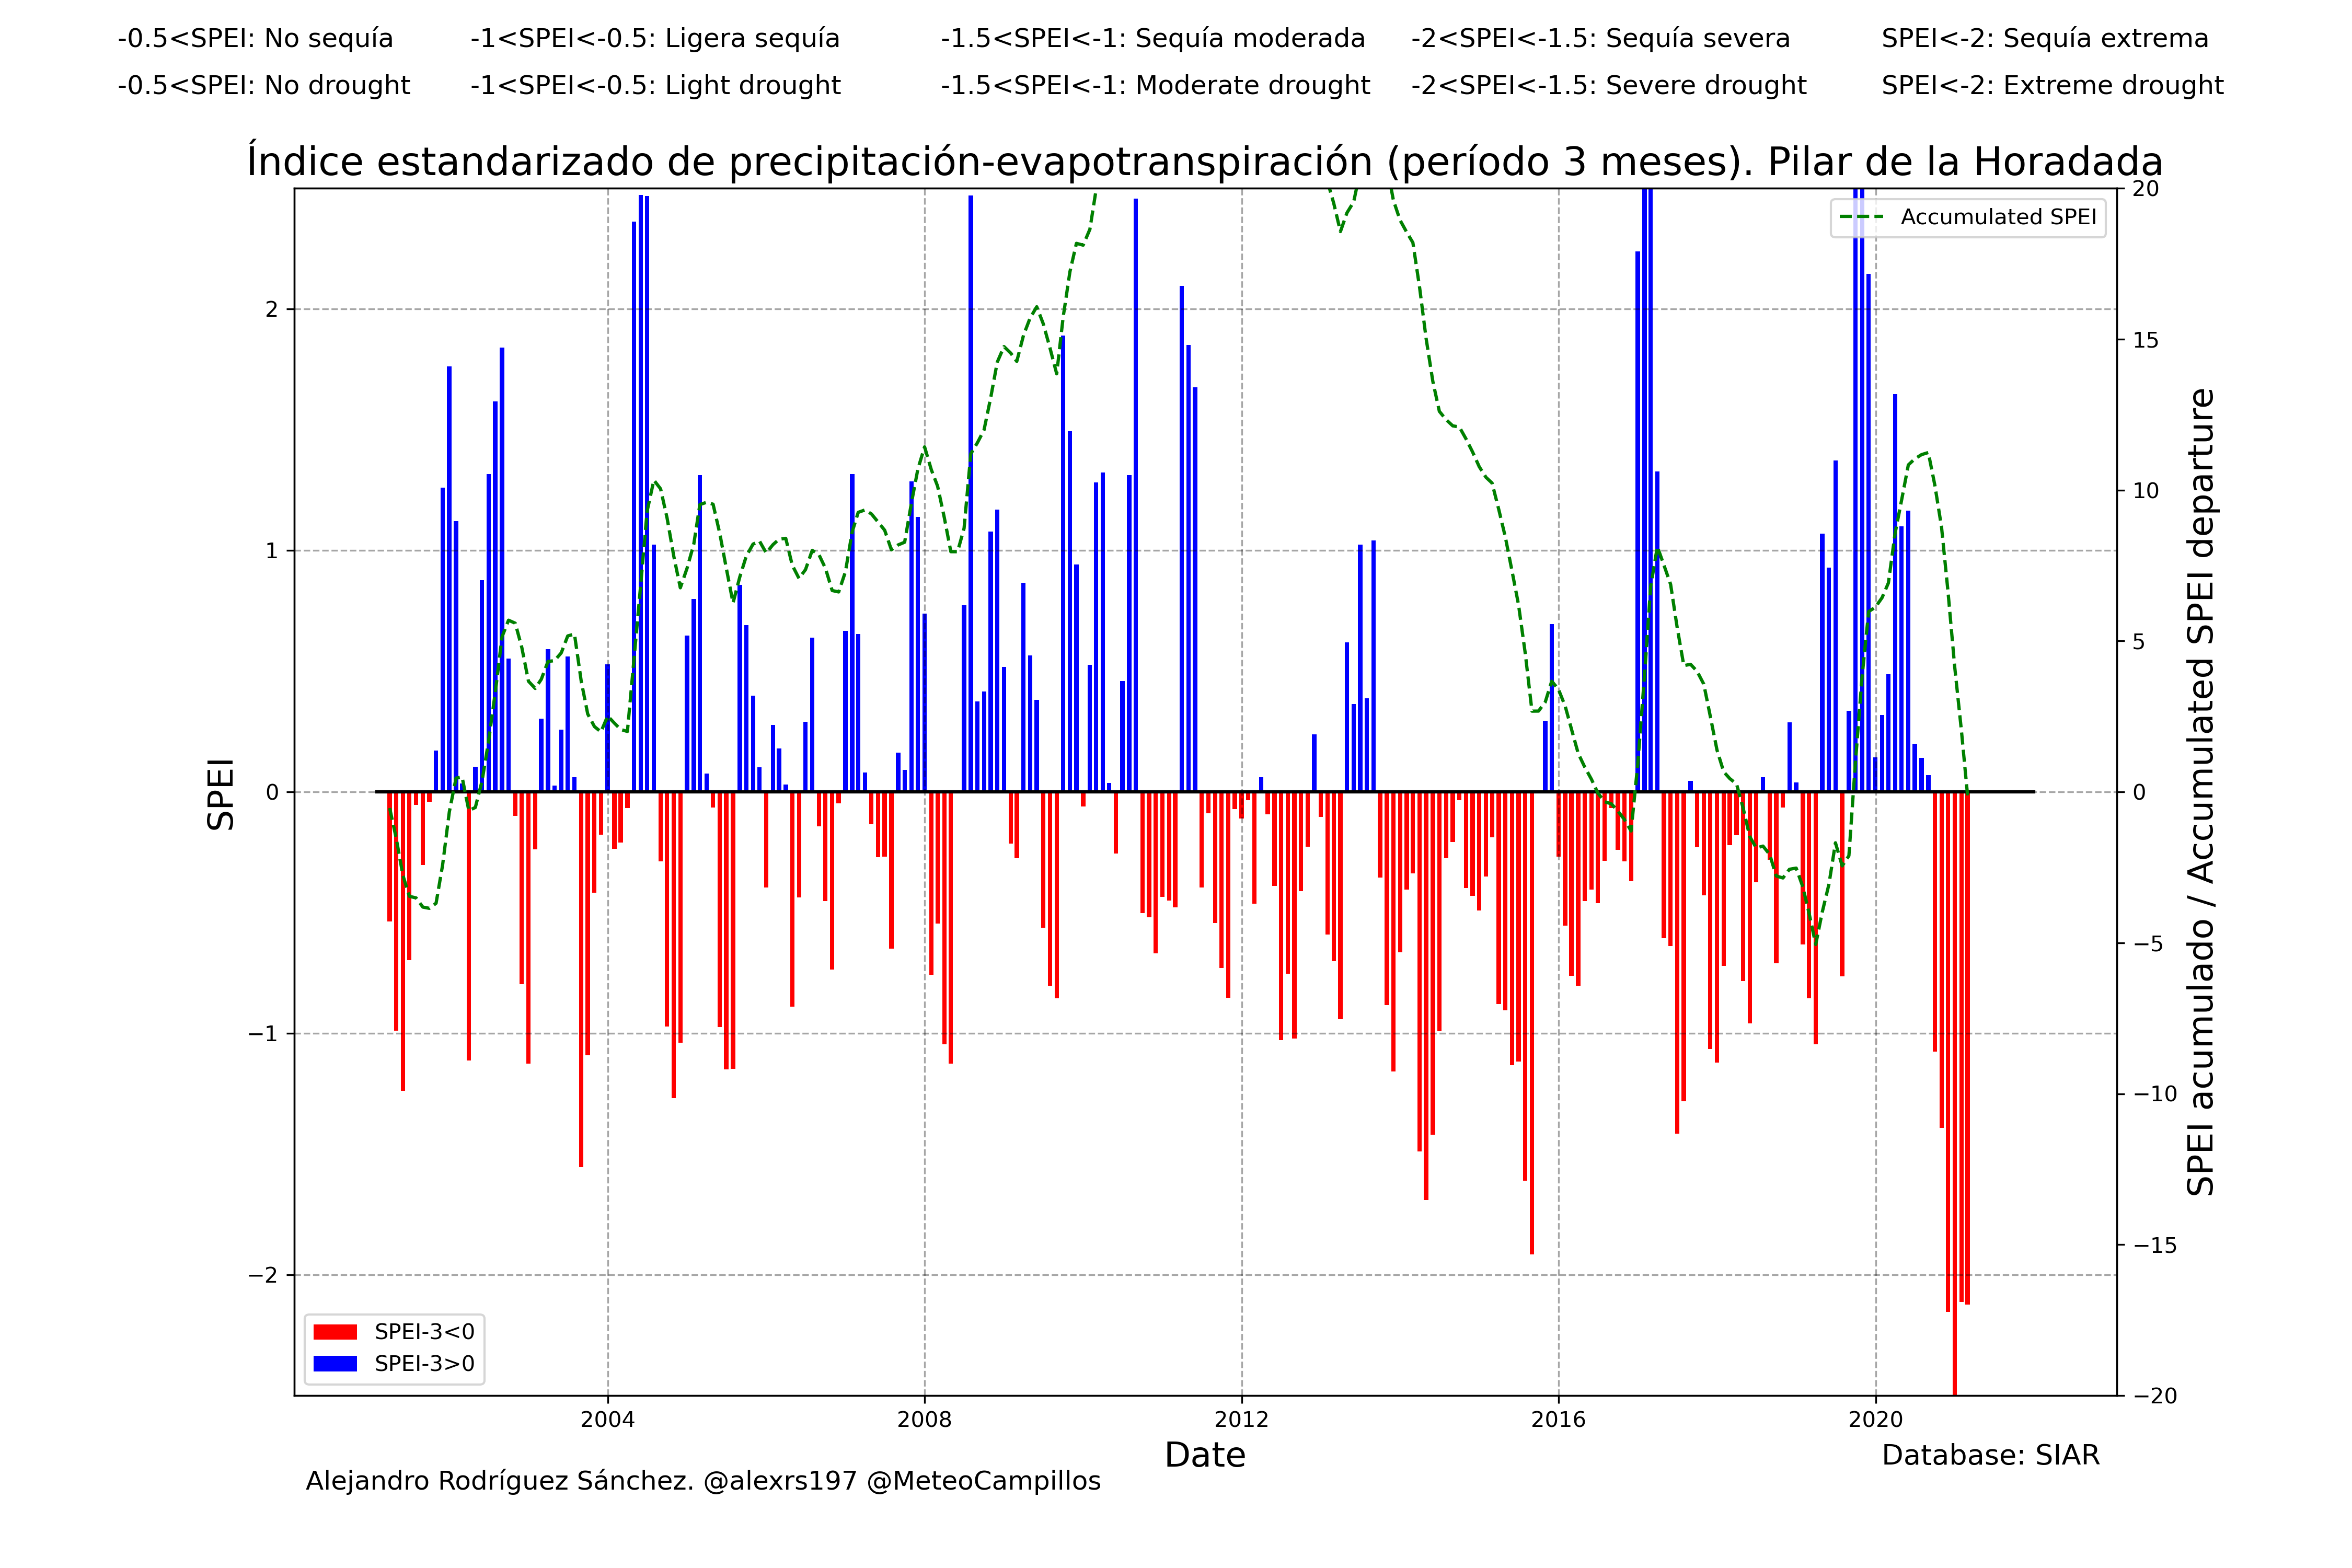 -0.5<SPEI: No sequía -1<SPEI<-0.5: Ligera sequía -1.5<SPEI<-1: Sequía moderada -2<SPEI<-1.5: Sequía severa SPEI<-2: Sequía extrema
-0.5<SPEI: No drought -1<SPEI<-0.5: Light drought -1.5<SPEI<-1: Moderate drought -2<SPEI<-1.5: Severe drought SPEI<-2: Extreme drought
Índice estandarizado de precipitación-evapotranspiración (período 3 meses). Pilar de la Horadada
SPEI
2
1
0
−1
−2
Accumulated SPEI
20
15
10
5
0
−5
−10
−15
−20
SPEI acumulado / Accumulated SPEI departure
SPEI-3<0
SPEI-3>0
2004 2008 2012 2016 2020
Date
Database: SIAR
Alejandro Rodríguez Sánchez. @alexrs197 @MeteoCampillos